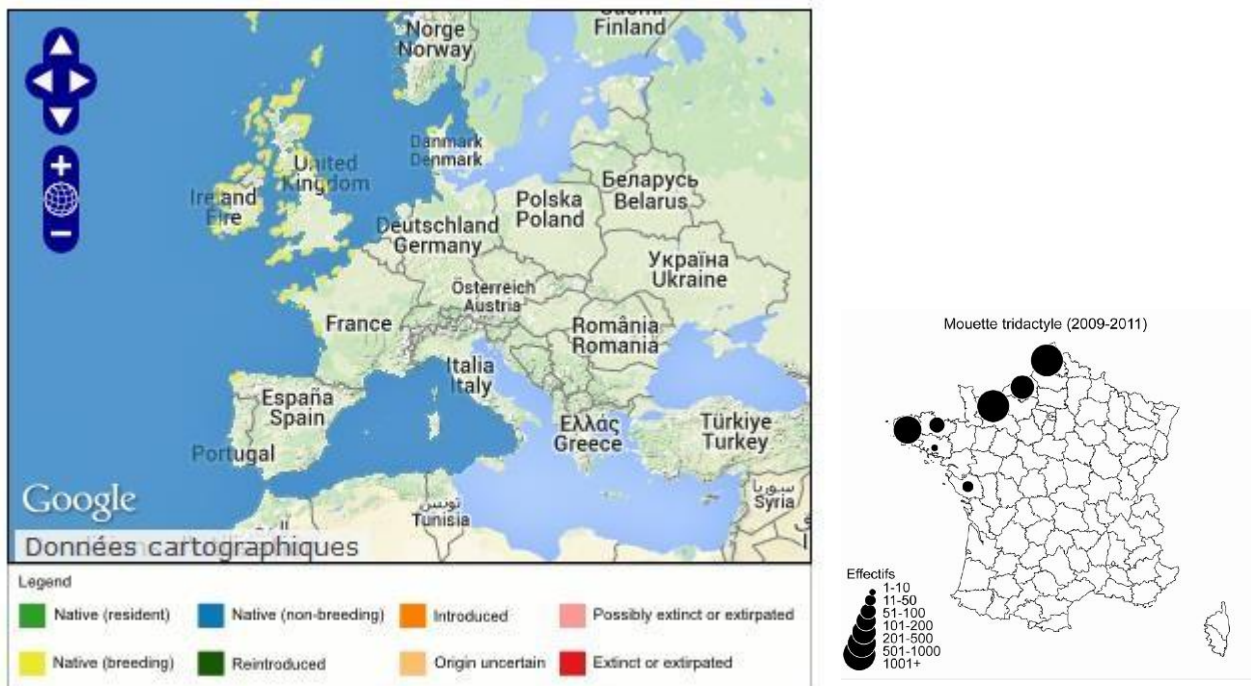 Suomi
Finland
Norge
Norway
Danmark
Denmark
United
Kingdom
Ireland
Éire
Беларусь
Belarus
Polska
Poland
Deutschland
Germany
Україна
Ukraine
Österreich
Austria
France
România
Romania
Italia
Italy
España
Spain
Ελλάς
Greece
Türkiye
Turkey
Portugal
Google
تونس
Tunisia
سوريا
Syria
Données cartographiques
Legend
Native (resident)
Native (non-breeding)
Introduced
Possibly extinct or extirpated
Native (breeding)
Reintroduced
Origin uncertain
Extinct or extirpated
Mouette tridactyle (2009-2011)
Effectifs
1-10
11-50
51-100
101-200
201-500
501-1000
1001+